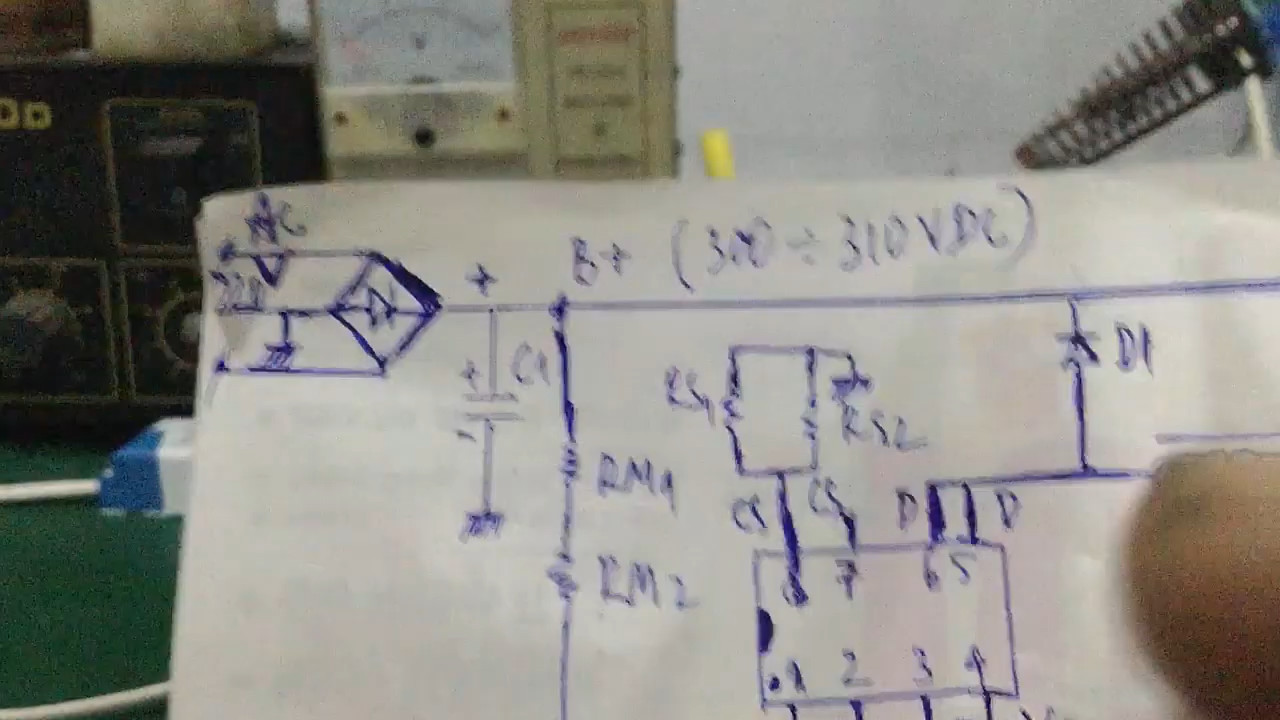 AC
B+ (300 ÷ 310VDC)
220
+
D1
+ C1
RS1
RS2
-
RM1
CS CS D D
8 7 6 5
RM2
1 2 3 4